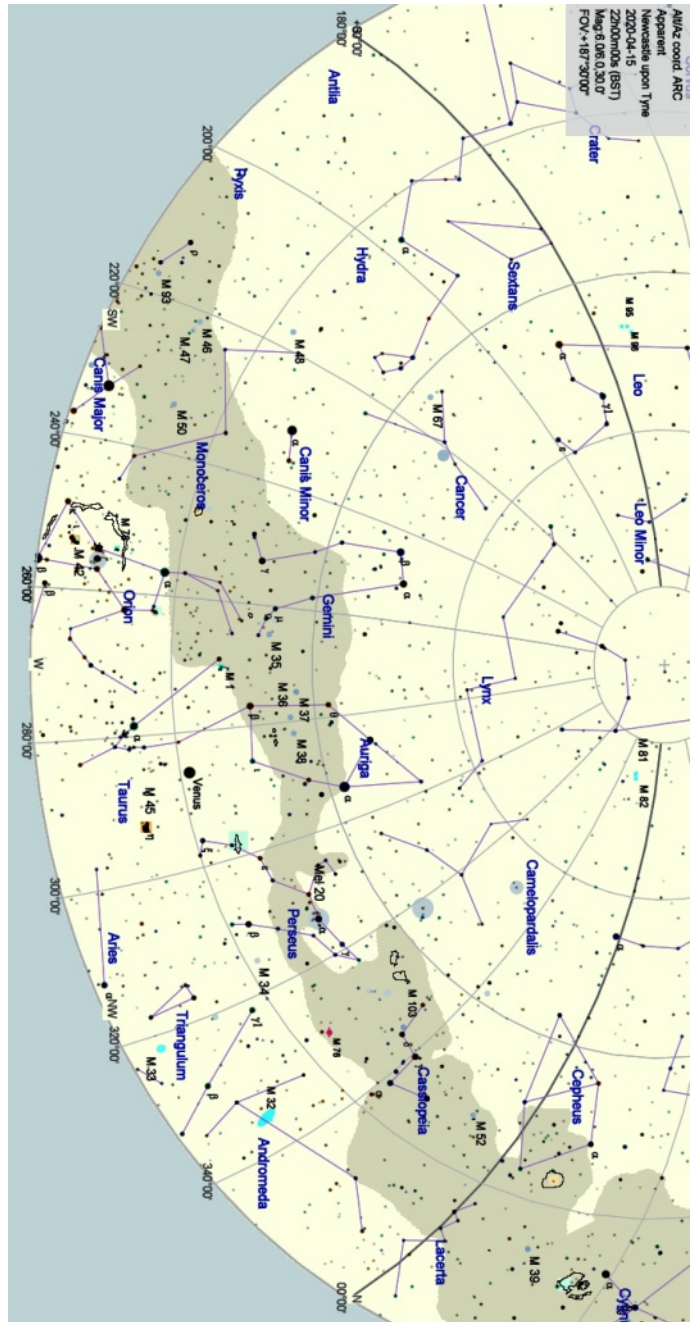 Alt/Az coord. ARC
Apparent
Newcastle upon Tyne
2020-04-15
22h00m00s (BST)
Mag:6.0/6.0,30.0'
FOV:+187°30'00"
+60°00'
180°00'
Antlia
Crater
200°00'
Pyxis
Hydra
α
Sextans
ρ
M 93
M 46
M 47
M 48
M 95
M 96
220°00'
SW
Canis Major
M 50
Monoceros
α
Canis Minor
M 67
Cancer
α
γ1
ε
Leo
Leo Minor
240°00'
κ
M 42
β
Orion
α
γ
μ
Gemini
β
α
M 35
260°00'
W
M 1
M 36
M 37
M 38
β
θ
ι
Auriga
α
Lynx
M 81
M 82
280°00'
α
Taurus
M 45
η
Venus
ξ
ε
Mel 20
α
γ
Perseus
β
M 34
Camelopardalis
α
300°00'
Aries
α
NW
320°00'
Triangulum
M 33
γ1
β
M 32
Andromeda
M 76
M 103
δ
γ
Cassiopeia
α
M 52
Cepheus
α
340°00'
Lacerta
M 39
α
N
00°00'